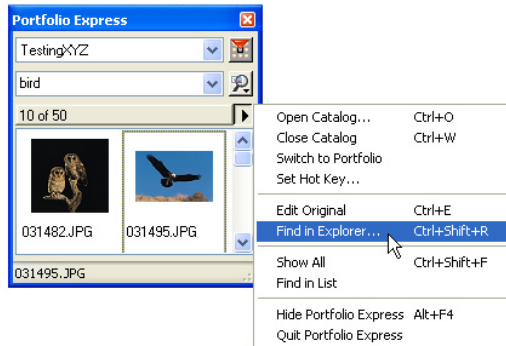 Portfolio Express
TestingXYZ
bird
10 of 50
031482.JPG 031495.JPG
031495.JPG
Open Catalog... Ctrl+O
Close Catalog Ctrl+W
Switch to Portfolio
Set Hot Key...
Edit Original Ctrl+E
Find in Explorer... Ctrl+Shift+R
Show All Ctrl+Shift+F
Find in List
Hide Portfolio Express Alt+F4
Quit Portfolio Express